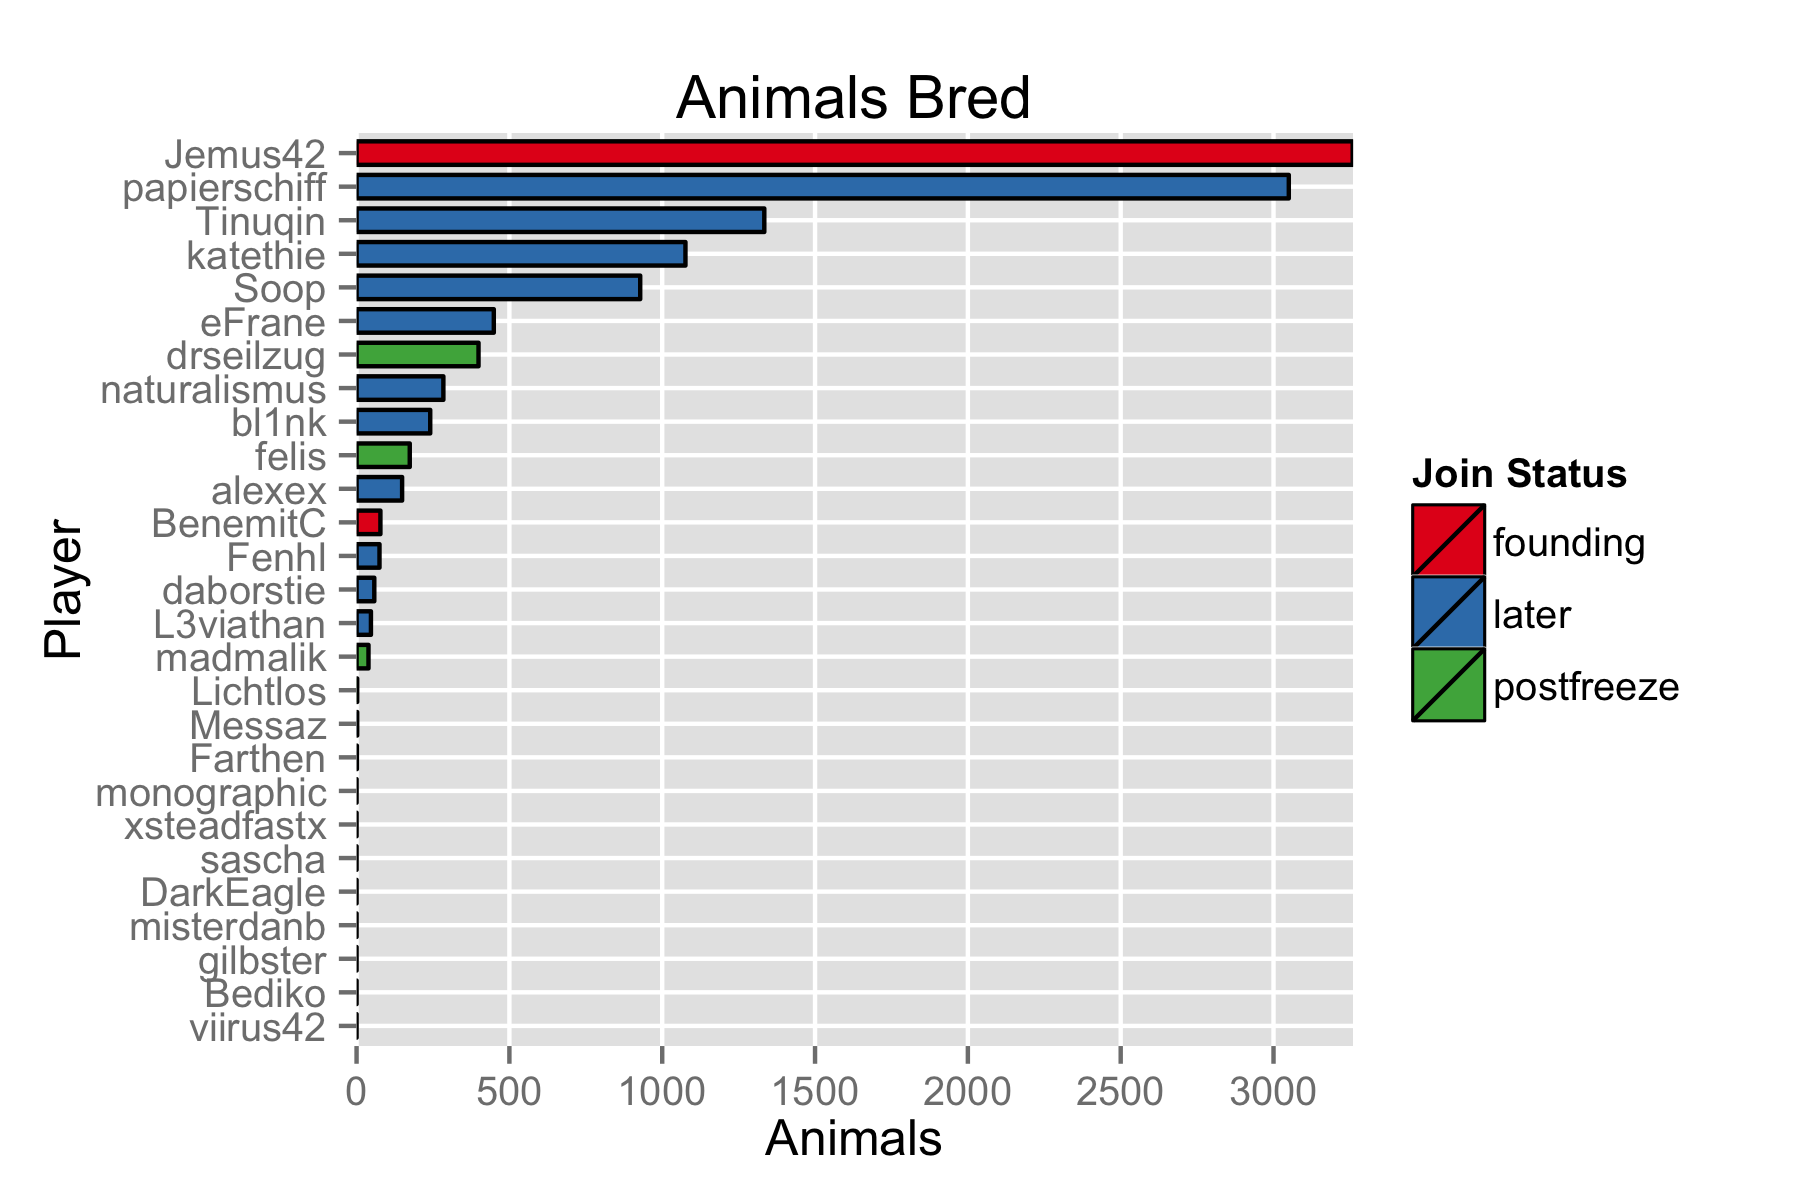 Animals Bred
Jemus42
papierschiff
Tinuqin
katethie
Soop
eFrane
drseilzug
naturalismus
bl1nk
felis
alexex
BenemitC
Fenhl
daborstie
L3viathan
madmalik
Lichtlos
Messaz
Farthen
monographic
xsteadfastx
sascha
DarkEagle
misterdanb
gilbster
Bediko
viirus42
Player
0 500 1000 1500 2000 2500 3000
Animals
Join Status
founding
later
postfreeze